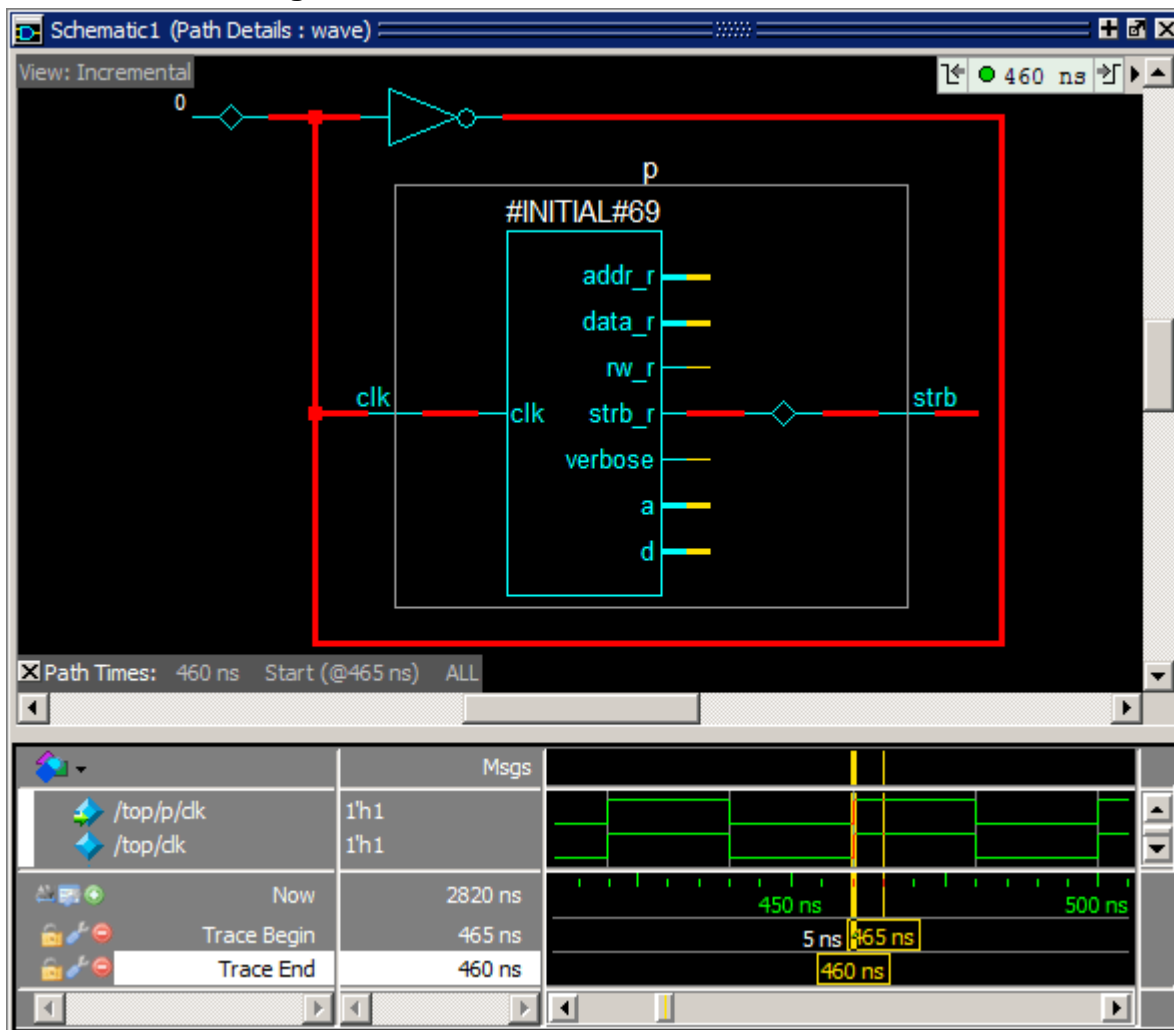 Schematic1 (Path Details : wave)
View: Incremental
460 ns
0
p
#INITIAL#69
addr_r
data_r
rw_r
clk
clk
strb_r
strb
verbose
a
d
Path Times: 460 ns Start (@465 ns) ALL
Msgs
/top/p/clk 1'h1
/top/clk 1'h1
Now 2820 ns 450 ns 500 ns
Trace Begin 465 ns 5 ns 465 ns
Trace End 460 ns 460 ns